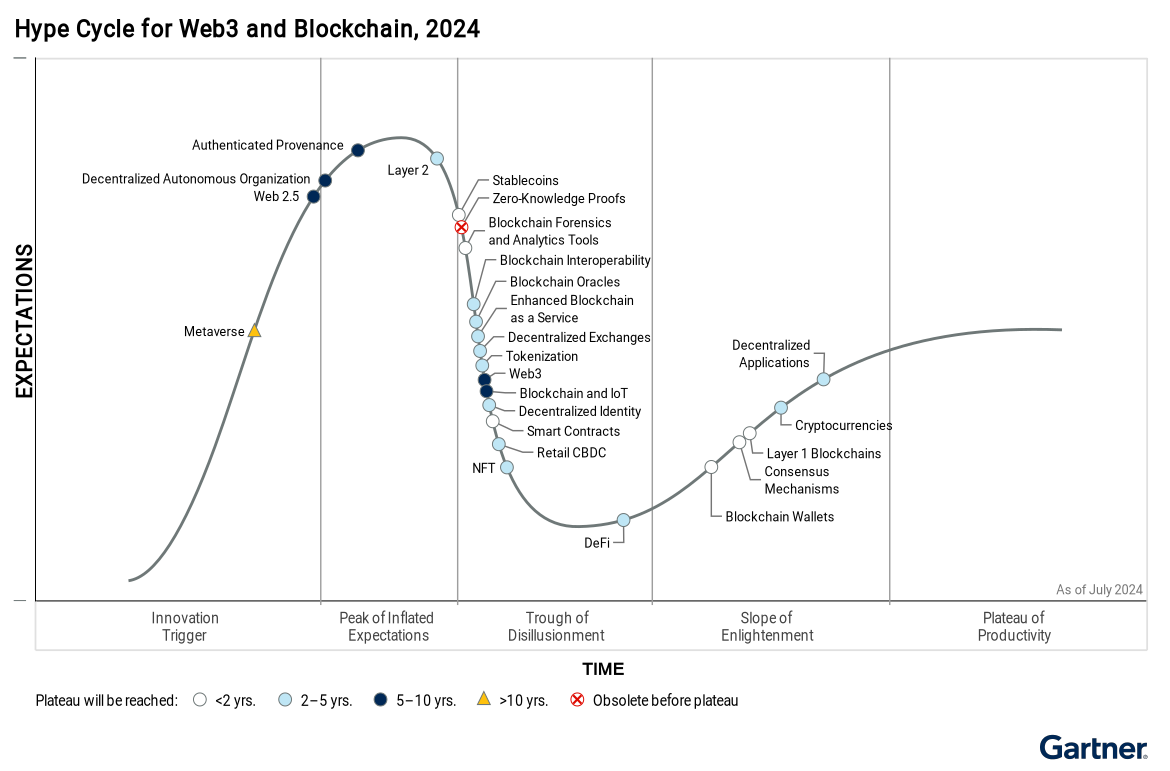 Hype Cycle for Web3 and Blockchain, 2024
EXPECTATIONS
Authenticated Provenance
Decentralized Autonomous Organization
Web 2.5
Metaverse
Layer 2
Stablecoins
Zero-Knowledge Proofs
Blockchain Forensics
and Analytics Tools
Blockchain Interoperability
Blockchain Oracles
Enhanced Blockchain
as a Service
Decentralized Exchanges
Tokenization
Web3
Blockchain and IoT
Decentralized Identity
Smart Contracts
Retail CBDC
NFT
DeFi
Decentralized
Applications
Cryptocurrencies
Layer 1 Blockchains
Consensus
Mechanisms
Blockchain Wallets
As of July 2024
Innovation
Trigger
Peak of Inflated
Expectations
Trough of
Disillusionment
Slope of
Enlightenment
Plateau of
Productivity
TIME
Plateau will be reached: <2 yrs. 2–5 yrs. 5–10 yrs. >10 yrs. Obsolete before plateau
Gartner®